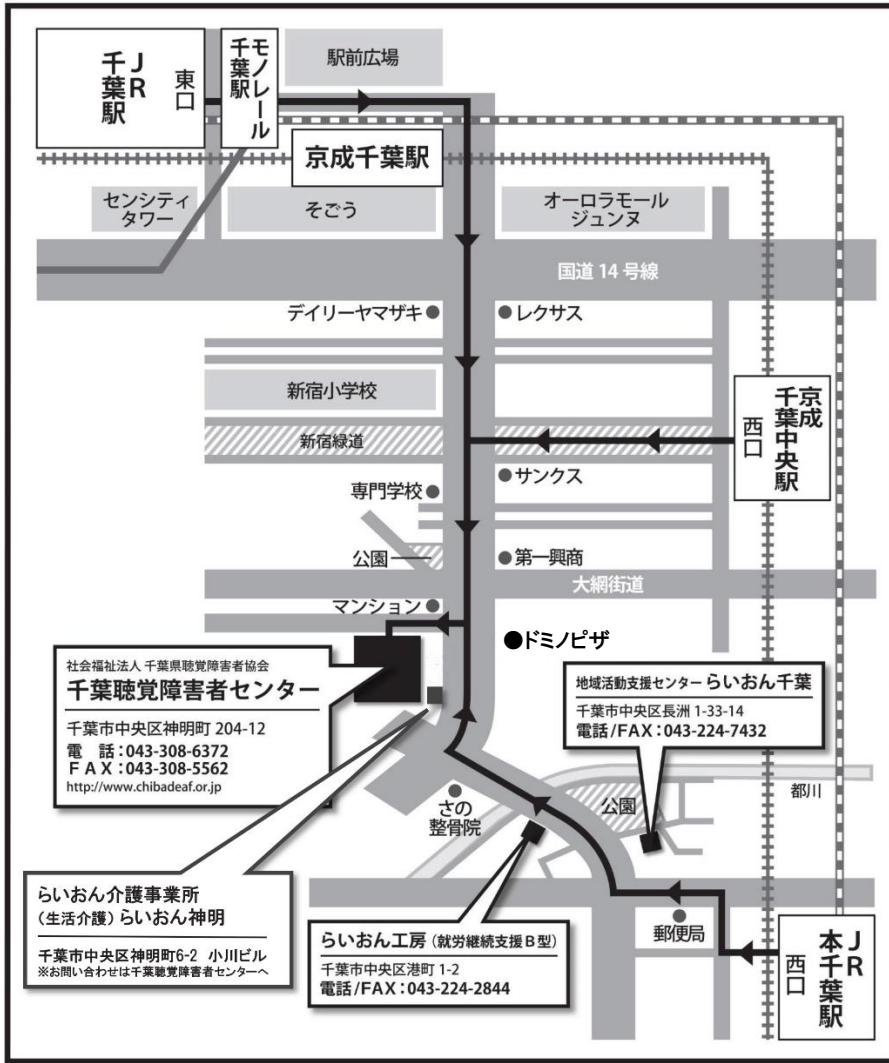 JR
千葉駅
東口
モノレール
千葉駅
駅前広場
京成千葉駅
センシティ
タワー
そごう
オーロラモール
ジュンヌ
国道 14 号線
デイリーヤマザキ
レクサス
新宿小学校
京成
千葉中央駅
西口
新宿緑道
サンクス
専門学校
公園
第一興商
大網街道
マンション
●ドミノピザ
社会福祉法人 千葉県聴覚障害者協会
千葉聴覚障害者センター
千葉市中央区神明町 204-12
電 話:043-308-6372
FAX:043-308-5562
http://www.chibadeaf.or.jp
地域活動支援センター らいおん千葉
千葉市中央区長洲 1-33-14
電話/FAX:043-224-7432
都川
公園
さの
整骨院
らいおん介護事業所
(生活介護) らいおん神明
千葉市中央区神明町6-2 小川ビル
※お問い合わせは千葉聴覚障害者センターへ
らいおん工房 (就労継続支援B型)
千葉市中央区港町 1-2
電話/FAX:043-224-2844
郵便局
JR
本千葉駅
西口